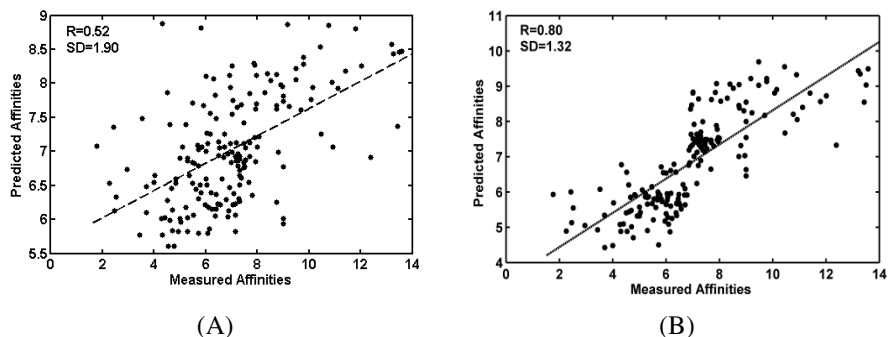 R=0.52
SD=1.90
Predicted Affinities
9
8.5
8
7.5
7
6.5
6
5.5
0 2 4 6 8 10 12 14
Measured Affinities
(A)
R=0.80
SD=1.32
Predicted Affinities
11
10
9
8
7
6
5
4
0 2 4 6 8 10 12 14
Measured Affinities
(B)